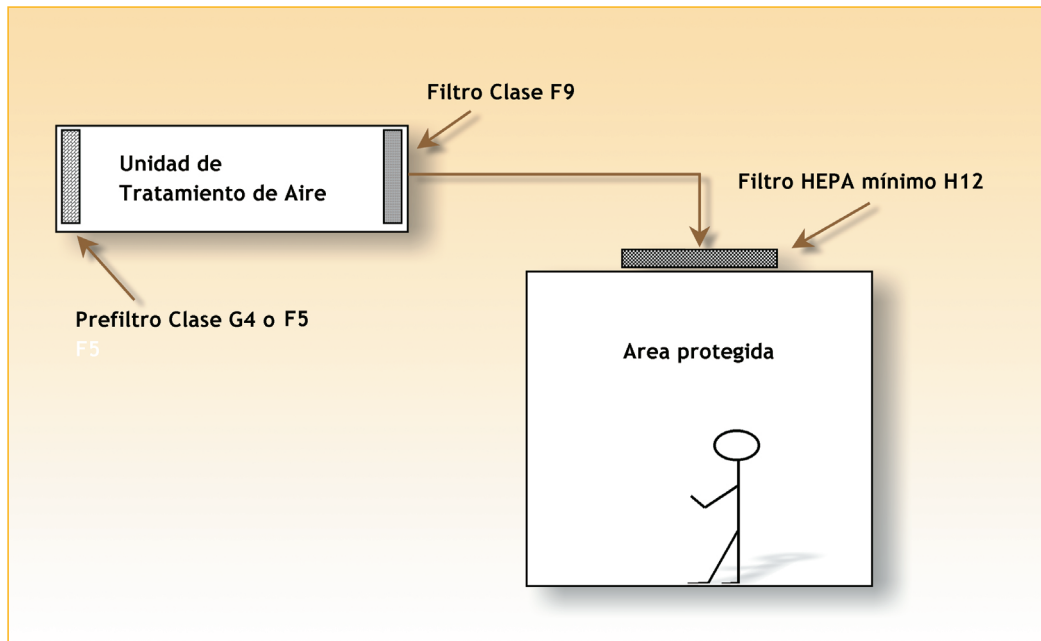 Filtro Clase F9
Unidad de
Tratamiento de Aire
Filtro HEPA mínimo H12
Prefiltro Clase G4 o F5
F5
Area protegida